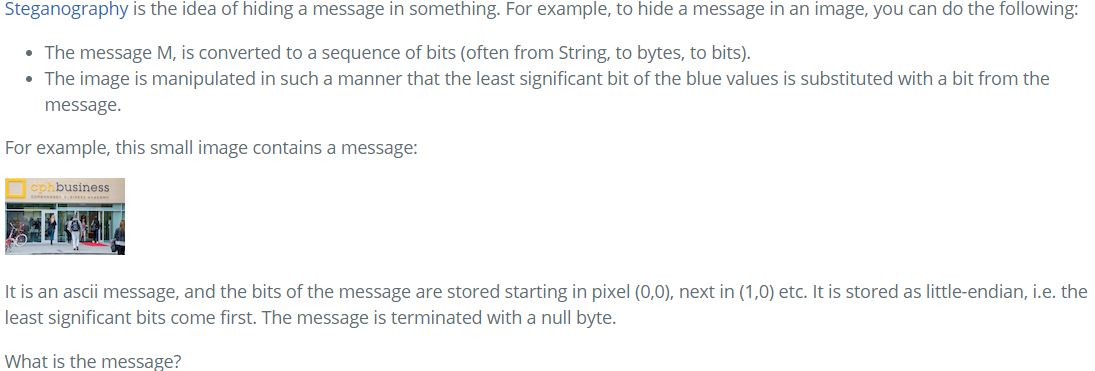 Steganography is the idea of hiding a message in something. For example, to hide a message in an image, you can do the following:
• The message M, is converted to a sequence of bits (often from String, to bytes, to bits).
• The image is manipulated in such a manner that the least significant bit of the blue values is substituted with a bit from the
message.
For example, this small image contains a message:
cphbusiness
It is an ascii message, and the bits of the message are stored starting in pixel (0,0), next in (1,0) etc. It is stored as little-endian, i.e. the
least significant bits come first. The message is terminated with a null byte.
What is the message?